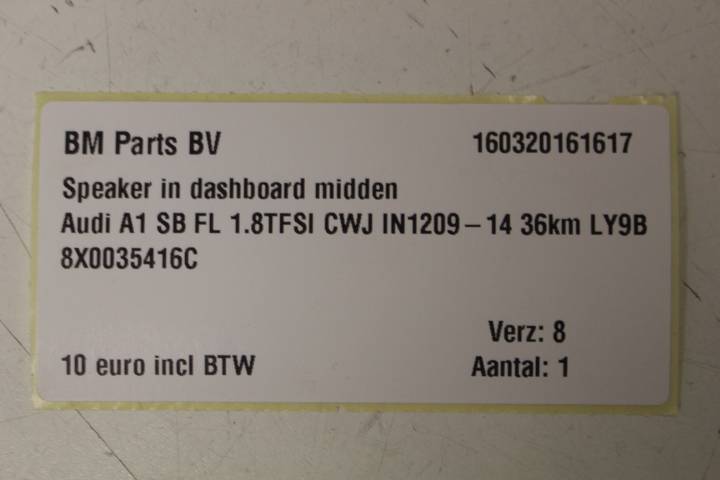 BM Parts BV 160320161617
Speaker in dashboard midden
Audi A1 SB FL 1.8TFSI CWJ IN1209-14 36km LY9B
8X0035416C
Verz: 8
10 euro incl BTW Aantal: 1